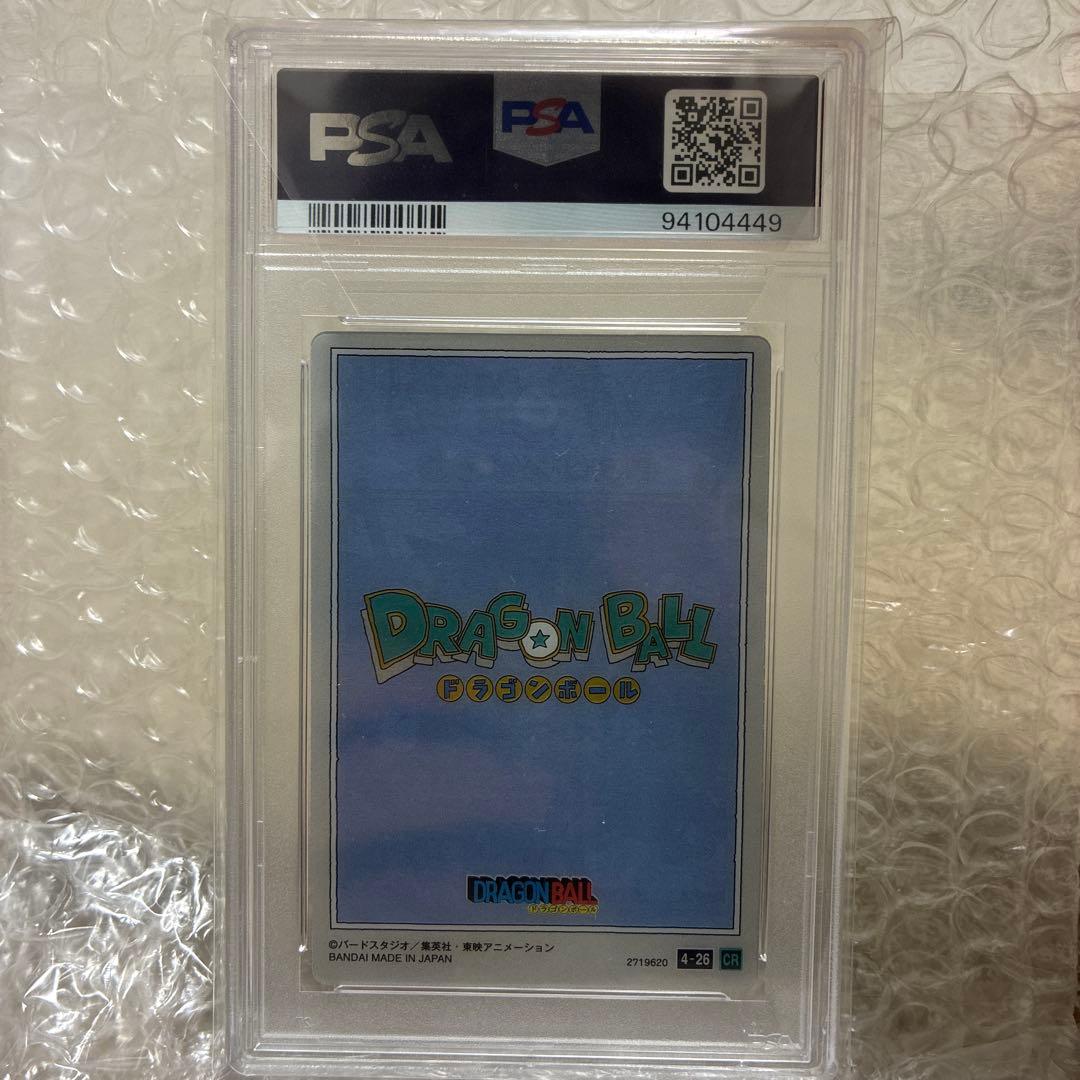 PSA
PSA
94104449
DRAGON BALL
ドラゴンボール
DRAGON BALL
ドラゴンボール
©バードスタジオ／集英社・東映アニメーション
BANDAI MADE IN JAPAN
2719620 4-26 CR